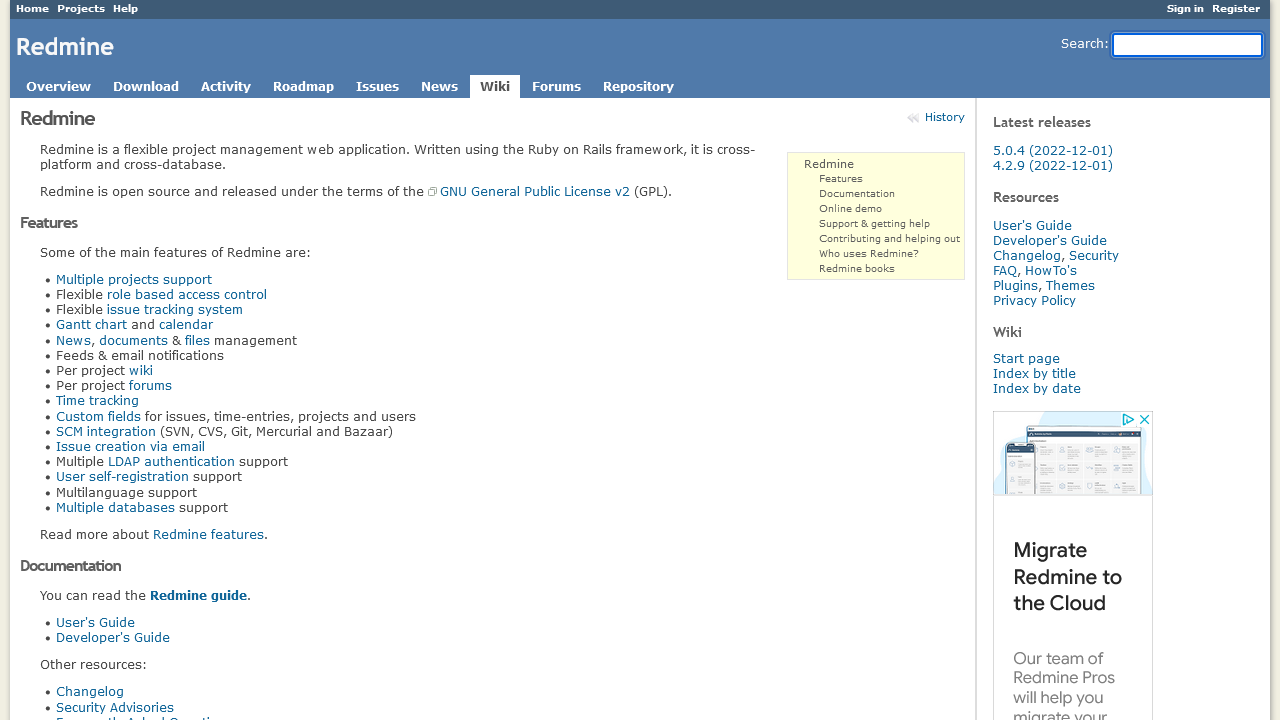 Home Projects Help Sign in Register
Redmine Search:
Overview Download Activity Roadmap Issues News Wiki Forums Repository
Redmine
History
Redmine is a flexible project management web application. Written using the Ruby on Rails framework, it is cross-
platform and cross-database.
Redmine is open source and released under the terms of the GNU General Public License v2 (GPL).
Redmine
Features
Documentation
Online demo
Support & getting help
Contributing and helping out
Who uses Redmine?
Redmine books
Features
Some of the main features of Redmine are:
Multiple projects support
Flexible role based access control
Flexible issue tracking system
Gantt chart and calendar
News, documents & files management
Feeds & email notifications
Per project wiki
Per project forums
Time tracking
Custom fields for issues, time-entries, projects and users
SCM integration (SVN, CVS, Git, Mercurial and Bazaar)
Issue creation via email
Multiple LDAP authentication support
User self-registration support
Multilanguage support
Multiple databases support
Read more about Redmine features.
Documentation
You can read the Redmine guide.
User's Guide
Developer's Guide
Other resources:
Changelog
Security Advisories
Latest releases
5.0.4 (2022-12-01)
4.2.9 (2022-12-01)
Resources
User's Guide
Developer's Guide
Changelog, Security
FAQ, HowTo's
Plugins, Themes
Privacy Policy
Wiki
Start page
Index by title
Index by date
Migrate
Redmine to
the Cloud
Our team of
Redmine Pros
will help you
migrate your